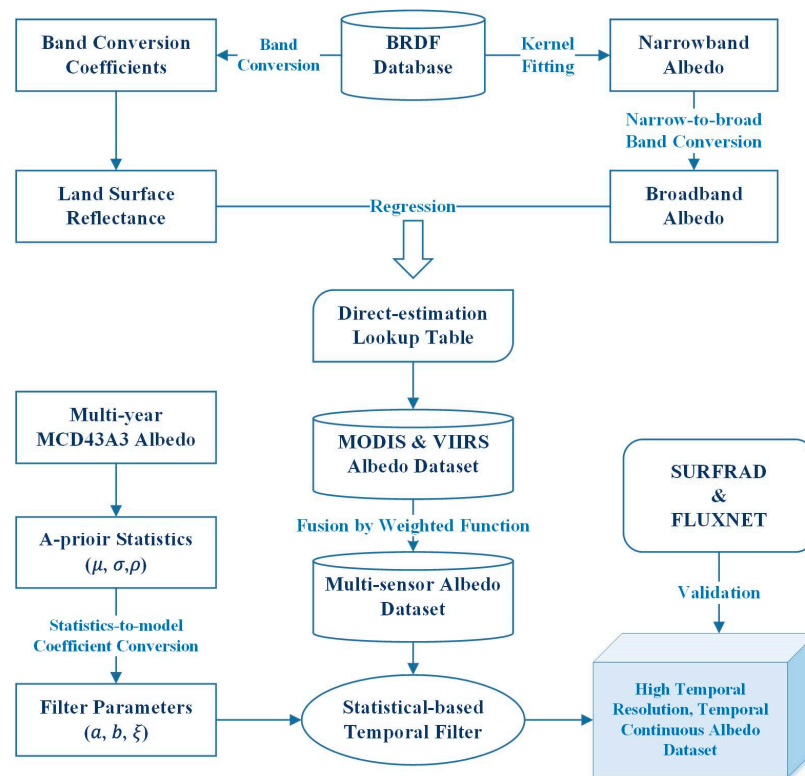 Band Conversion
Coefficients
Band
Conversion
BRDF
Database
Kernel
Fitting
Narrowband
Albedo
Narrow-to-broad
Band Conversion
Land Surface
Reflectance
Regression
Broadband
Albedo
Direct-estimation
Lookup Table
Multi-year
MCD43A3 Albedo
MODIS & VIIRS
Albedo Dataset
SURFRAD
&
FLUXNET
Fusion by Weighted Function
A-prioir Statistics
(μ, σ,ρ)
Multi-sensor Albedo
Dataset
Validation
Statistics-to-model
Coefficient Conversion
Filter Parameters
(a, b, ξ)
Statistical-based
Temporal Filter
High Temporal
Resolution, Temporal
Continuous Albedo
Dataset